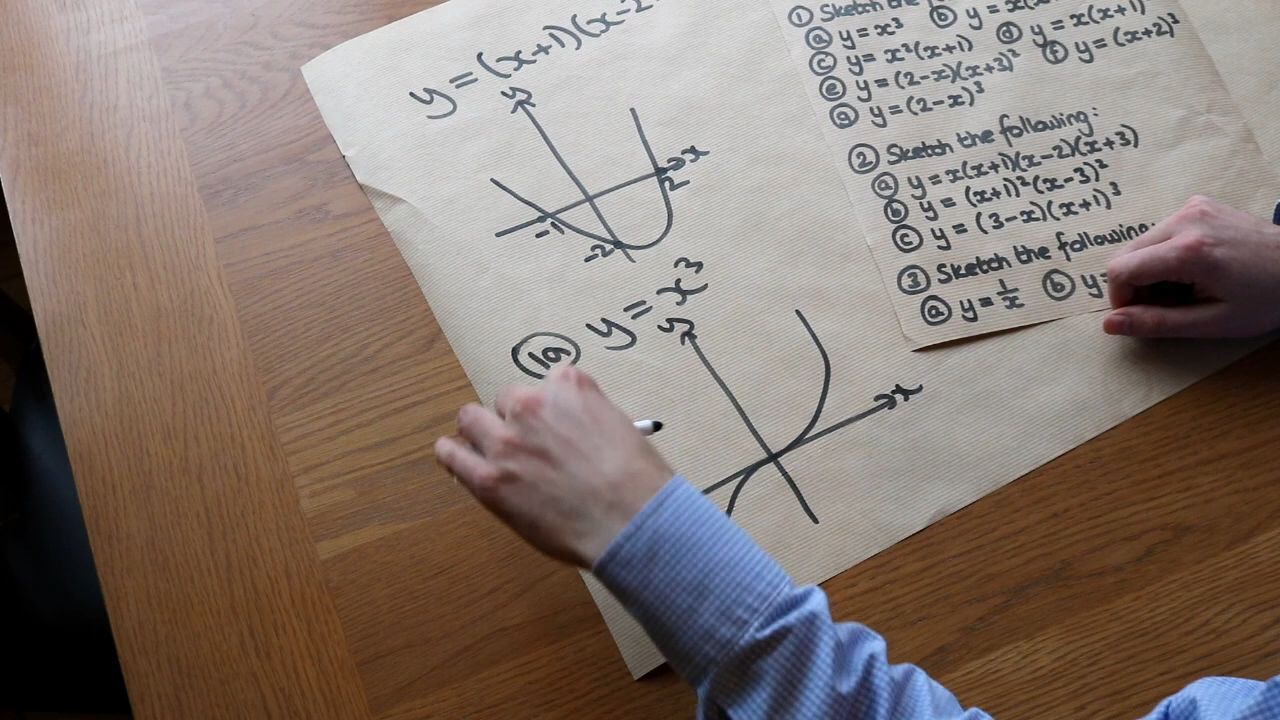 y = (x+1)(x-2
y
x
-1
2
-2
1a y = x³
y
x
① Sketch the
ⓐ y = x³ ⓑ y = x(x
ⓒ y = x²(x+1) ⓓ y = x(x+1)
ⓔ y = (2-x)(x+3)² ⓕ y = (x+2)³
ⓖ y = (2-x)³
② Sketch the following:
ⓐ y = x(x+1)(x-2)(x+3)
ⓑ y = (x+1)²(x-3)²
ⓒ y = (3-x)(x+1)³
③ Sketch the following:
ⓐ y = 1/x ⓑ y =